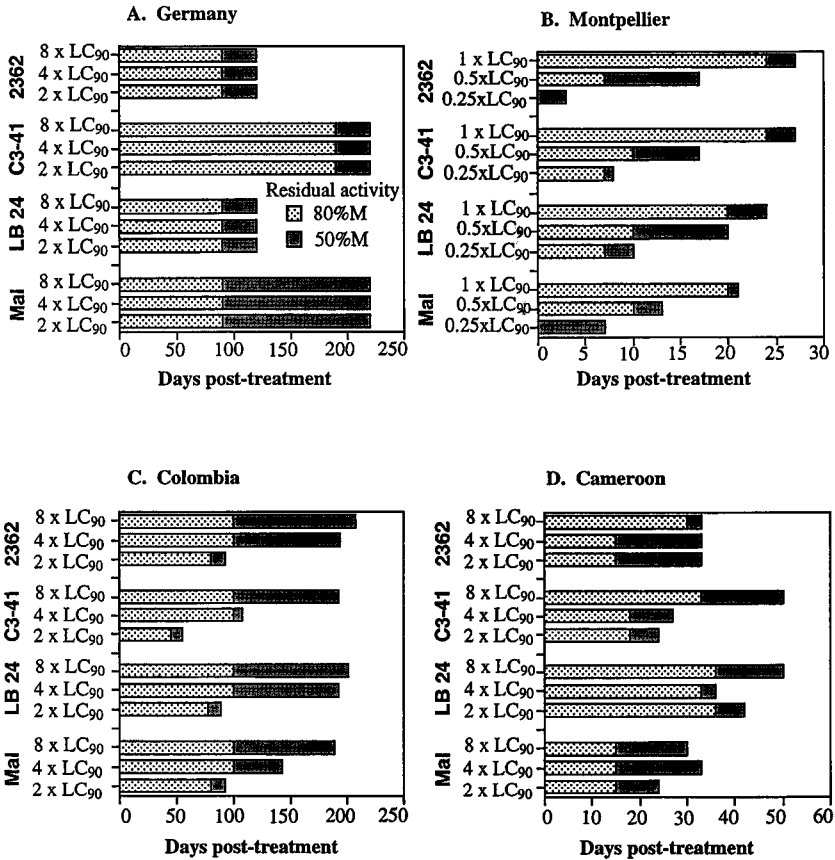 A. Germany
2362
8 x LC90
4 x LC90
2 x LC90
C3-41
8 x LC90
4 x LC90
2 x LC90
LB 24
8 x LC90
4 x LC90
2 x LC90
Mal
8 x LC90
4 x LC90
2 x LC90
Residual activity
80%M
50%M
0 50 100 150 200 250
Days post-treatment
B. Montpellier
2362
1 x LC90
0.5xLC90
0.25xLC90
C3-41
1 x LC90
0.5xLC90
0.25xLC90
LB 24
1 x LC90
0.5xLC90
0.25xLC90
Mal
1 x LC90
0.5xLC90
0.25xLC90
0 5 10 15 20 25 30
Days post-treatment
C. Colombia
2362
8 x LC90
4 x LC90
2 x LC90
C3-41
8 x LC90
4 x LC90
2 x LC90
LB 24
8 x LC90
4 x LC90
2 x LC90
Mal
8 x LC90
4 x LC90
2 x LC90
0 50 100 150 200 250
Days post-treatment
D. Cameroon
2362
8 x LC90
4 x LC90
2 x LC90
C3-41
8 x LC90
4 x LC90
2 x LC90
LB 24
8 x LC90
4 x LC90
2 x LC90
Mal
8 x LC90
4 x LC90
2 x LC90
0 10 20 30 40 50 60
Days post-treatment